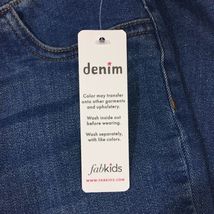 denim
Color may transfer
onto other garments
and upholstery.
Wash inside out
before wearing.
Wash separately,
with like colors.
fabkids
WWW.FABKIDS.COM